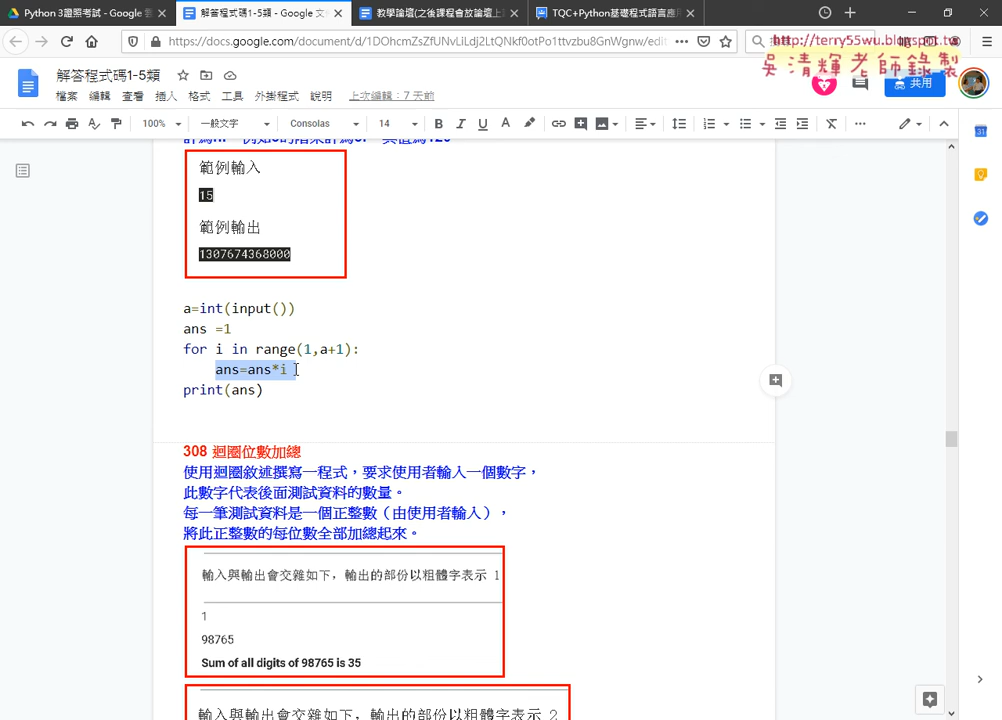 Python 3證照考試 - Google 雲
解答程式碼1-5類 - Google 文
教學論壇(之後課程會放論壇上
TQC+Python基礎程式語言應用
https://docs.google.com/document/d/1DOhcmZsZfUNvLiLdj2LtQNkf0otPo1ttvzbu8GnWgnw/edi
http://terry55wu.blogspot.tw
吳清輝老師錄製
解答程式碼1-5類
檔案 編輯 查看 插入 格式 工具 外掛程式 說明 上次編輯：7 天前
共用
100% 一般文字 Consolas 14 B I U A
範例輸入
15
範例輸出
1307674368000
a=int(input())
ans =1
for i in range(1,a+1):
ans=ans*i
print(ans)
308 迴圈位數加總
使用迴圈敘述撰寫一程式，要求使用者輸入一個數字，
此數字代表後面測試資料的數量。
每一筆測試資料是一個正整數（由使用者輸入），
將此正整數的每位數全部加總起來。
輸入與輸出會交雜如下，輸出的部份以粗體字表示 1
1
98765
Sum of all digits of 98765 is 35
輸入與輸出會交雜如下，輸出的部份以粗體字表示 2